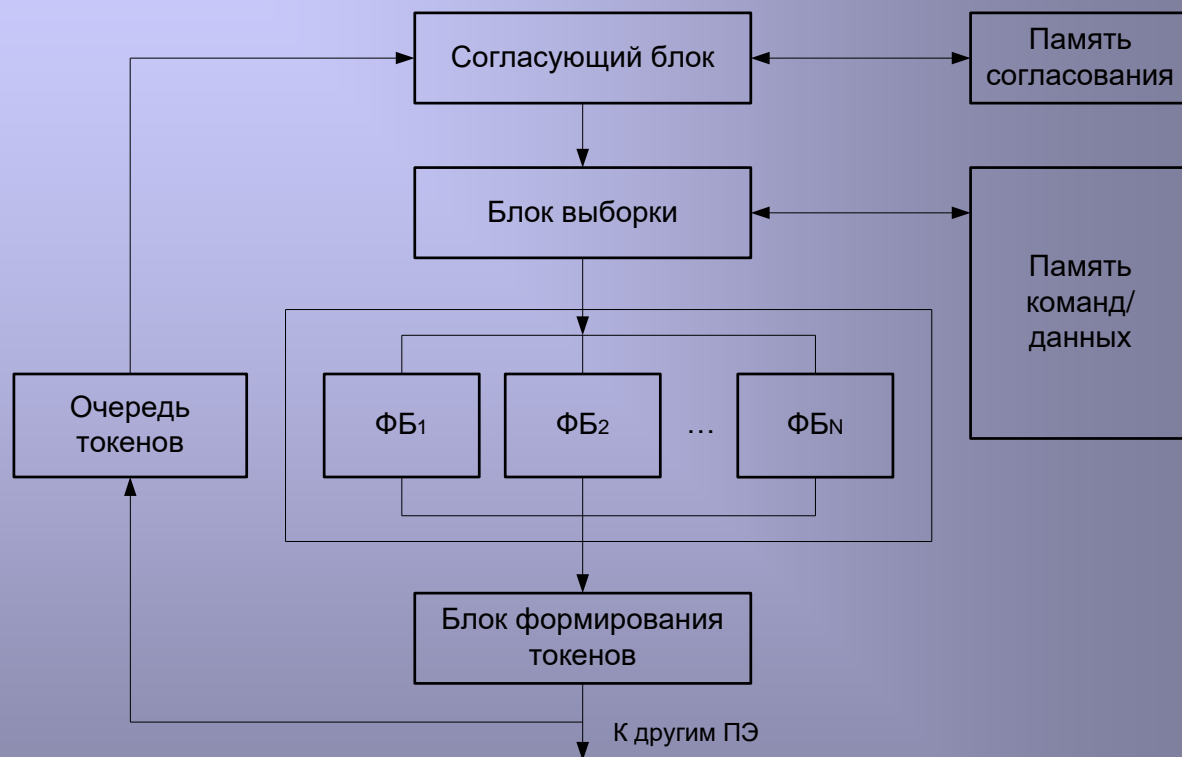 Согласующий блок
Память
согласования
Блок выборки
Память
команд/
данных
Очередь
токенов
ФБ1
ФБ2
...
ФБN
Блок формирования
токенов
К другим ПЭ